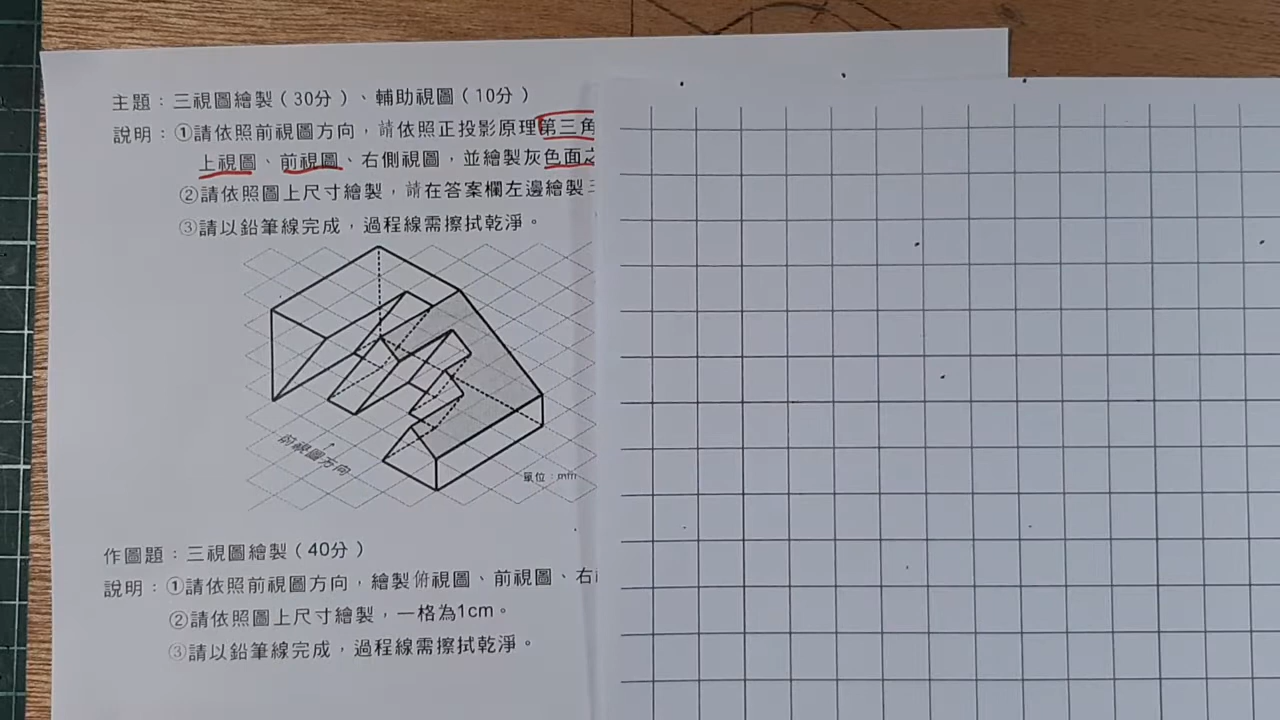 主題：三視圖繪製（30分）、輔助視圖（10分）
說明：①請依照前視圖方向，請依照正投影原理第三角
上視圖、前視圖、右側視圖，並繪製灰色面之
②請依照圖上尺寸繪製，請在答案欄左邊繪製三
③請以鉛筆線完成，過程線需擦拭乾淨。
前視圖方向
單位：mm
作圖題：三視圖繪製（40分）
說明：①請依照前視圖方向，繪製俯視圖、前視圖、右
②請依照圖上尺寸繪製，一格為1cm。
③請以鉛筆線完成，過程線需擦拭乾淨。